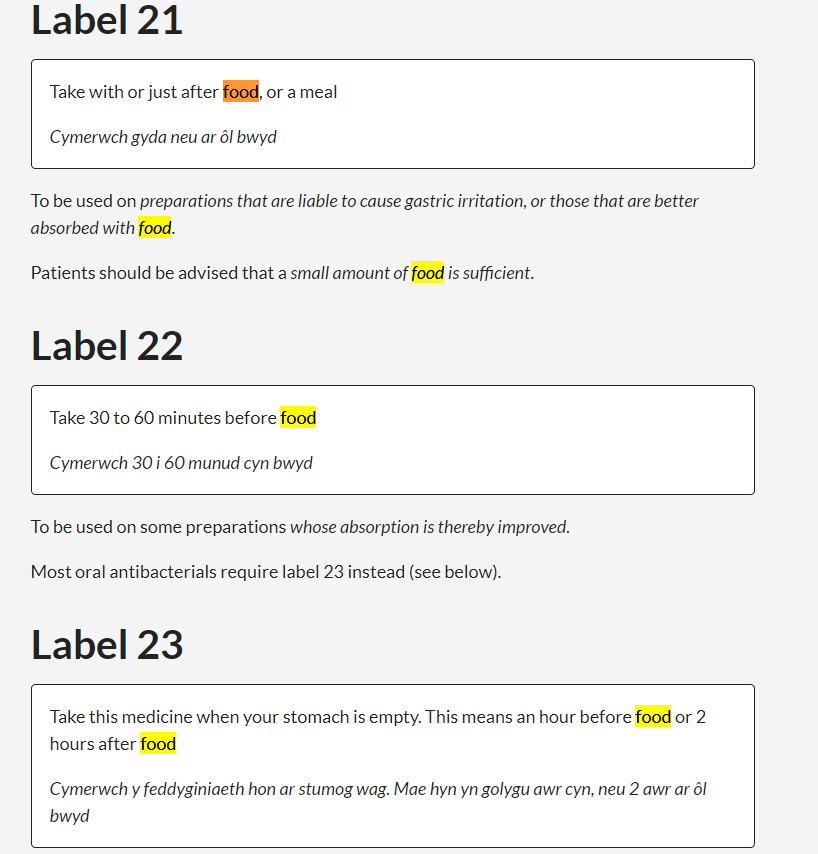 Label 21
Take with or just after food, or a meal
Cymerwch gyda neu ar ôl bwyd
To be used on preparations that are liable to cause gastric irritation, or those that are better
absorbed with food.
Patients should be advised that a small amount of food is sufficient.
Label 22
Take 30 to 60 minutes before food
Cymerwch 30 i 60 munud cyn bwyd
To be used on some preparations whose absorption is thereby improved.
Most oral antibacterials require label 23 instead (see below).
Label 23
Take this medicine when your stomach is empty. This means an hour before food or 2
hours after food
Cymerwch y feddyginiaeth hon ar stumog wag. Mae hyn yn golygu awr cyn, neu 2 awr ar ôl
bwyd